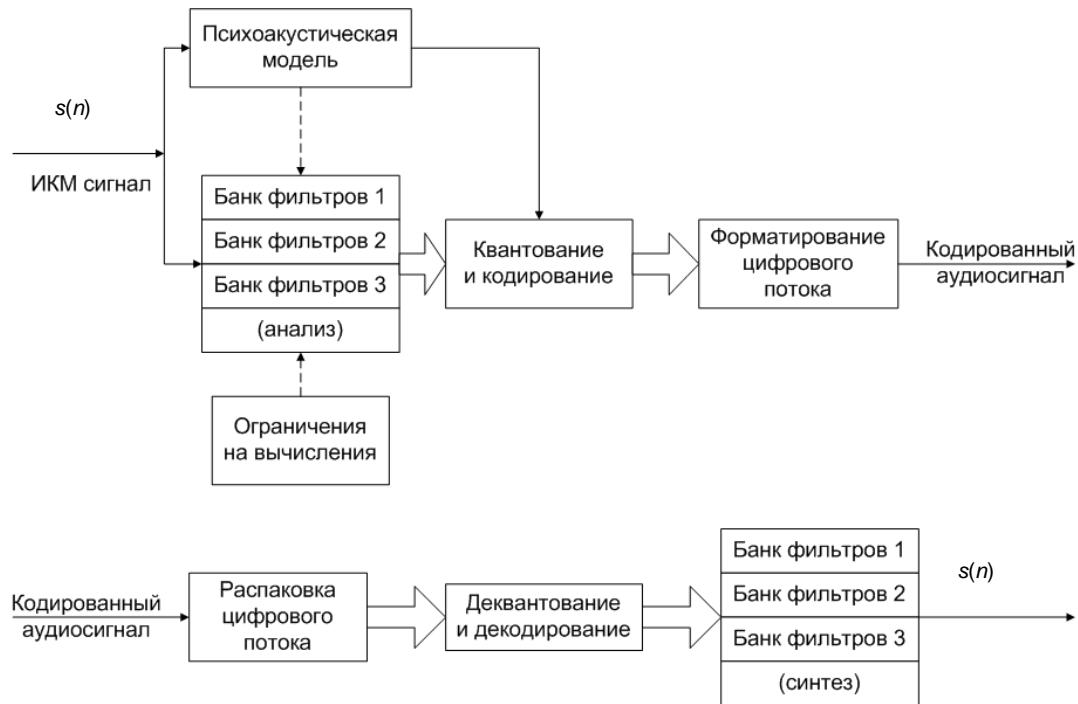 Психоакустическая
модель
s(n)
ИКМ сигнал
Банк фильтров 1
Банк фильтров 2
Банк фильтров 3
(анализ)
Квантование
и кодирование
Форматирование
цифрового
потока
Кодированный
аудиосигнал
Ограничения
на вычисления
Кодированный
аудиосигнал
Распаковка
цифрового
потока
Деквантование
и декодирование
Банк фильтров 1
Банк фильтров 2
Банк фильтров 3
(синтез)
s(n)